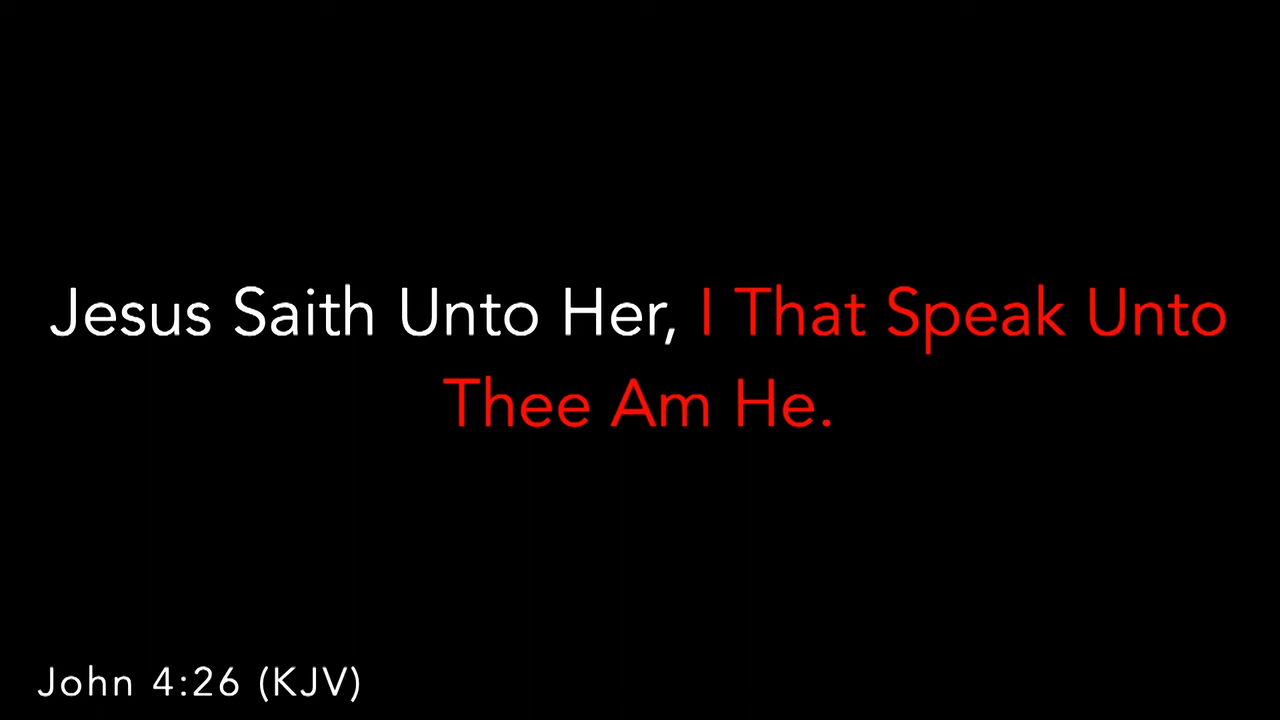 Jesus Saith Unto Her, I That Speak Unto
Thee Am He.
John 4:26 (KJV)